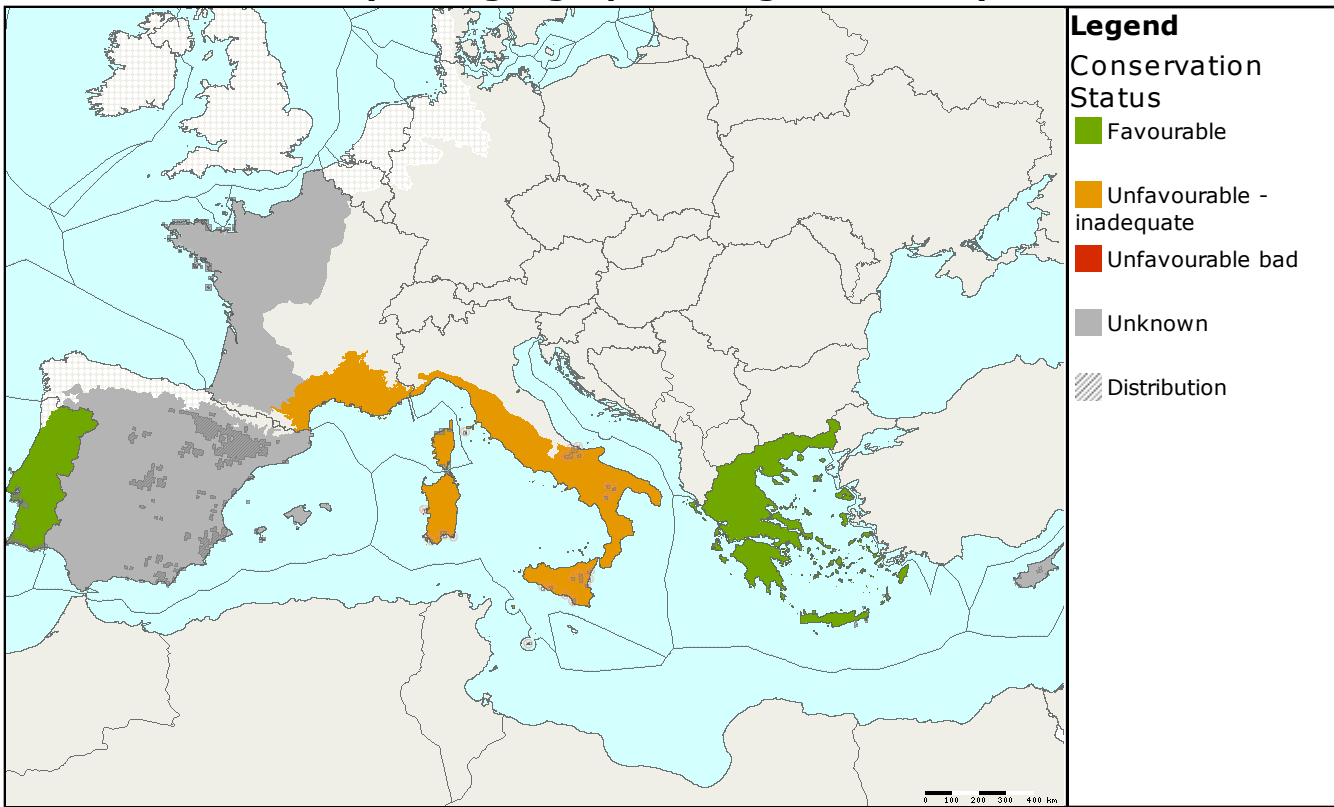 Legend
Conservation
Status
Favourable
Unfavourable -
inadequate
Unfavourable bad
Unknown
Distribution
0 100 200 300 400 km